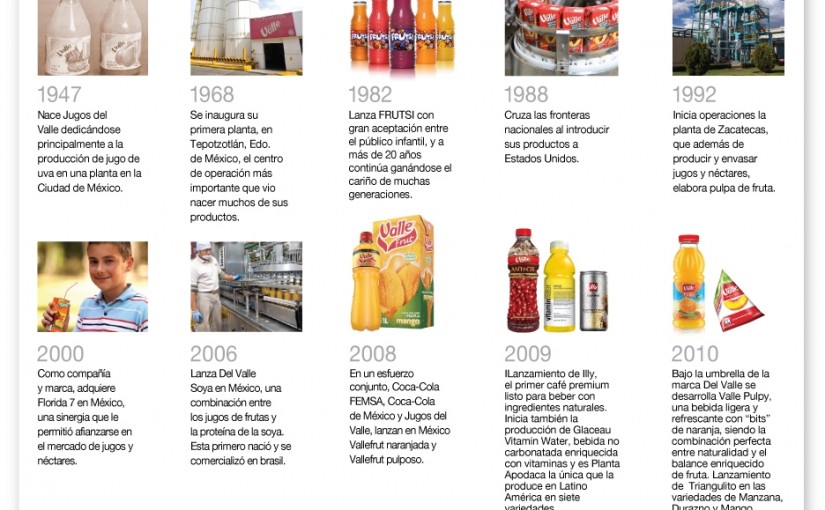 Valle
FRUTSI
Valle
1947
Nace Jugos del
Valle dedicándose
principalmente a la
producción de jugo de
uva en una planta en la
Ciudad de México.
1968
Se inaugura su
primera planta, en
Tepotzotlán, Edo.
de México, el centro
de operación más
importante que vio
nacer muchos de sus
productos.
1982
Lanza FRUTSI con
gran aceptación entre
el público infantil, y a
más de 20 años
continúa ganándose el
cariño de muchas
generaciones.
1988
Cruza las fronteras
nacionales al introducir
sus productos a
Estados Unidos.
1992
Inicia operaciones la
planta de Zacatecas,
que además de
producir y envasar
jugos y néctares,
elabora pulpa de fruta.
Valle
Frut
mango
Valle
vitamin
illy
Valle
2000
Como compañía
y marca, adquiere
Florida 7 en México,
una sinergia que le
permitió afianzarse en
el mercado de jugos y
néctares.
2006
Lanza Del Valle
Soya en México, una
combinación entre
los jugos de frutas y
la proteína de la soya.
Esta primero nació y se
comercializó en brasil.
2008
En un esfuerzo
conjunto, Coca-Cola
FEMSA, Coca-Cola
de México y Jugos del
Valle, lanzan en México
Vallefrut naranjada y
Vallefrut pulposo.
2009
lLanzamiento de Illy,
el primer café premium
listo para beber con
ingredientes naturales.
Inicia también la
producción de Glaceau
Vitamin Water, bebida no
carbonatada enriquecida
con vitaminas y es Planta
Apodaca la única que la
produce en Latino
América en siete
variedades
2010
Bajo la umbrella de la
marca Del Valle se
desarrolla Valle Pulpy,
una bebida ligera y
refrescante con “bits”
de naranja, siendo la
combinación perfecta
entre naturalidad y el
balance enriquecido
de fruta. Lanzamiento
de Triangulito en las
variedades de Manzana,
Durazno y Mango